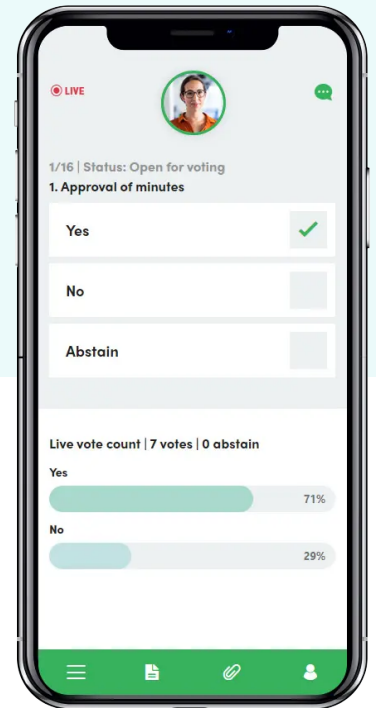 LIVE
1/16 | Status: Open for voting
1. Approval of minutes
Yes
No
Abstain
Live vote count | 7 votes | 0 abstain
Yes
71%
No
29%